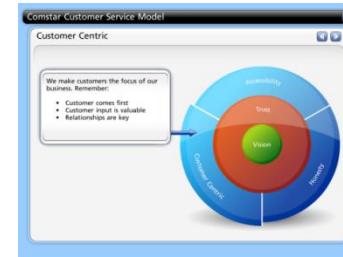 Comstar Customer Service Model
Customer Centric
We make customers the focus of our
business. Remember:
• Customer comes first
• Customer input is valuable
• Relationships are key
Accessibility
Trust
Vision
Customer Centric
Honesty